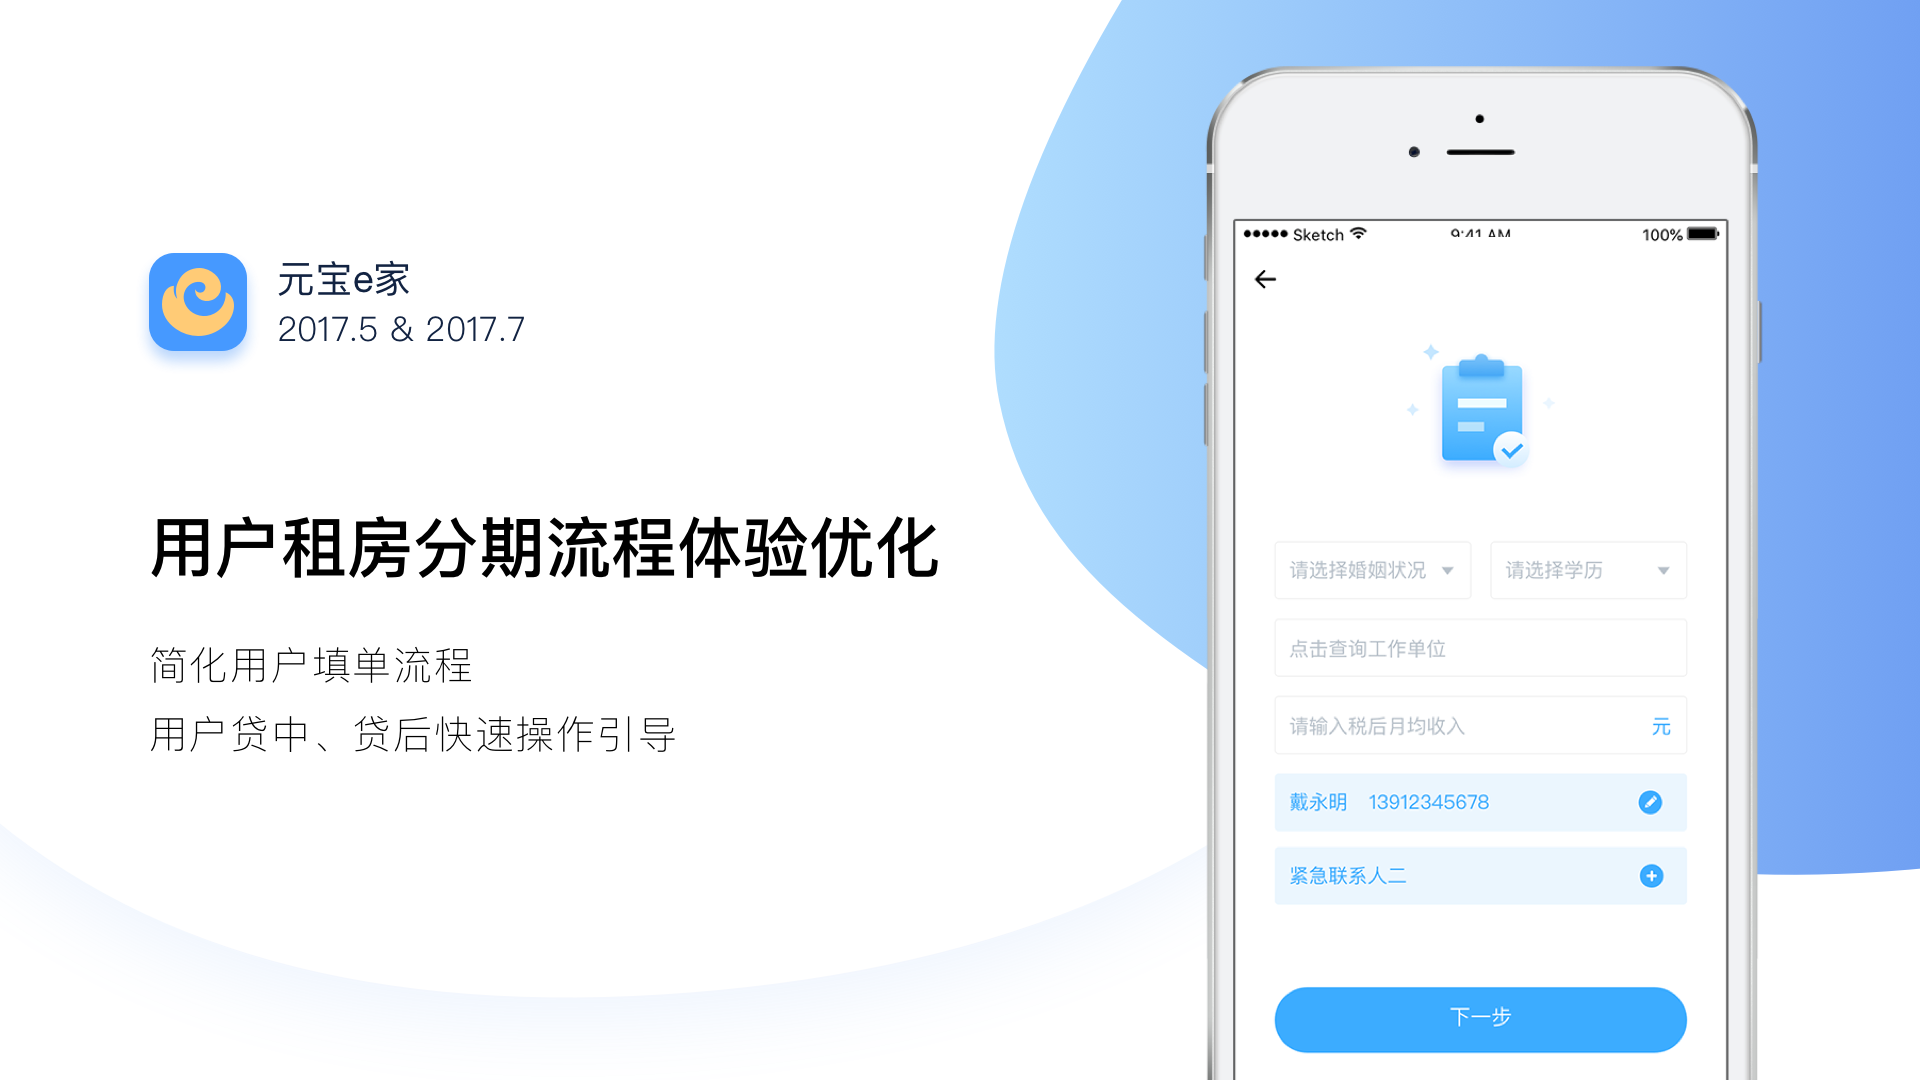 元宝e家
2017.5 & 2017.7
用户租房分期流程体验优化
简化用户填单流程
用户贷中、贷后快速操作引导
Sketch 9:41 AM 100%
请选择婚姻状况 请选择学历
点击查询工作单位
请输入税后月均收入 元
戴永明 13912345678
紧急联系人二
下一步